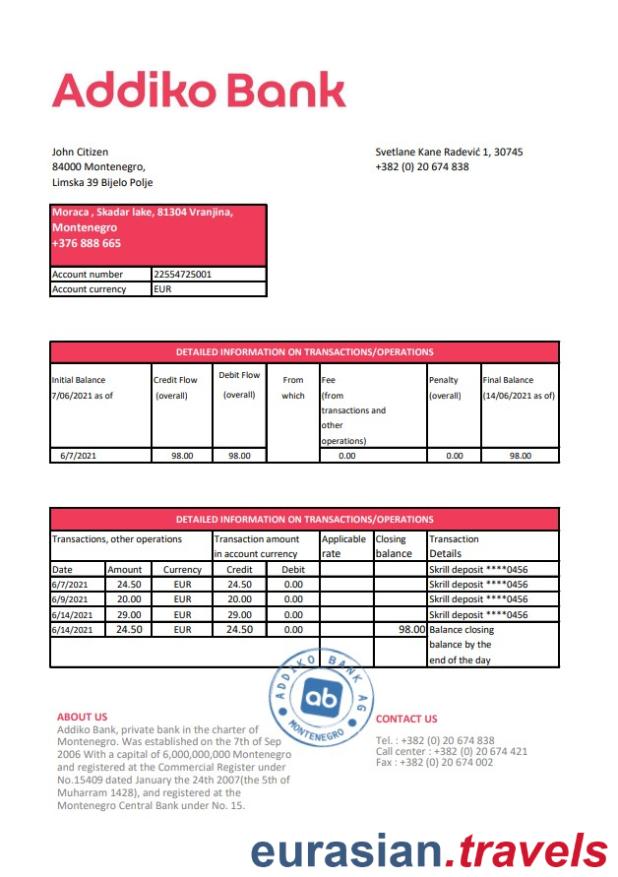 Addiko Bank
John Citizen
84000 Montenegro,
Limska 39 Bijelo Polje
Svetlane Kane Radević 1, 30745
+382 (0) 20 674 838
Moraca , Skadar lake, 81304 Vranjina,
Montenegro
+376 888 665
Account number 22554725001
Account currency EUR
DETAILED INFORMATION ON TRANSACTIONS/OPERATIONS
Initial Balance
7/06/2021 as of
Credit Flow
(overall)
Debit Flow
(overall)
From
which
Fee
(from
transactions and
other
operations)
Penalty
(overall)
Final Balance
(14/06/2021 as of)
6/7/2021 98.00 98.00 0.00 0.00 98.00
DETAILED INFORMATION ON TRANSACTIONS/OPERATIONS
Transactions, other operations
Transaction amount
in account currency
Applicable
rate
Closing
balance
Transaction
Details
Date Amount Currency Credit Debit Skrill deposit ****0456
6/7/2021 24.50 EUR 24.50 0.00 Skrill deposit ****0456
6/9/2021 20.00 EUR 20.00 0.00 Skrill deposit ****0456
6/14/2021 29.00 EUR 29.00 0.00 Skrill deposit ****0456
6/14/2021 24.50 EUR 24.50 0.00 98.00 Balance closing
balance by the
end of the day
ADDIKO BANK AG
ab
MONTENEGRO
ABOUT US
Addiko Bank, private bank in the charter of
Montenegro. Was established on the 7th of Sep
2006 With a capital of 6,000,000,000 Montenegro
and registered at the Commercial Register under
No.15409 dated January the 24th 2007(the 5th of
Muharram 1428), and registered at the
Montenegro Central Bank under No. 15.
CONTACT US
Tel. : +382 (0) 20 674 838
Call center : +382 (0) 20 674 421
Fax : +382 (0) 20 674 002
eurasian.travels